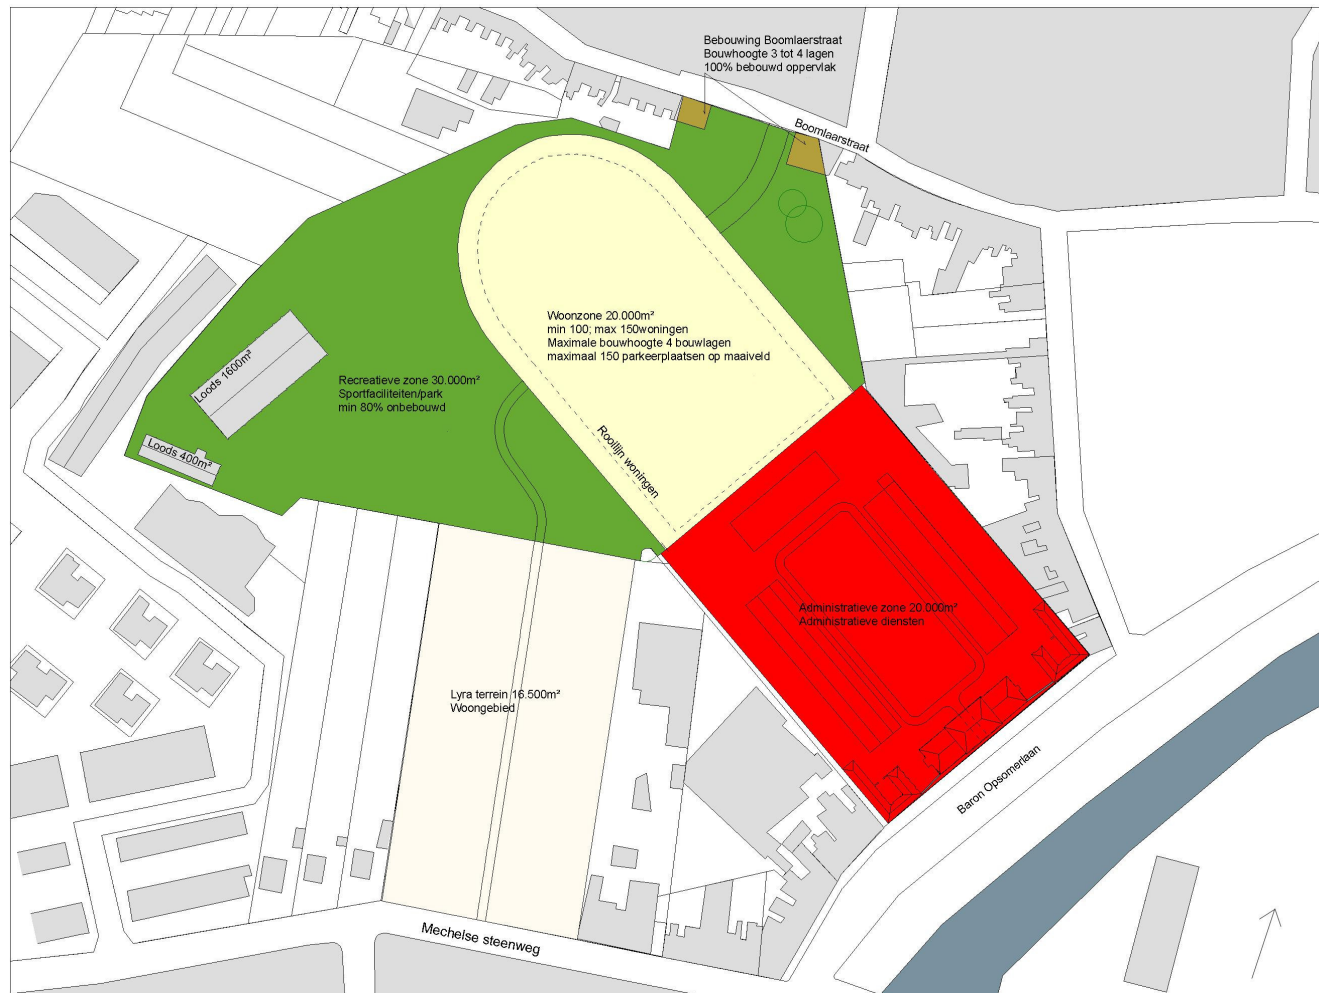 Bebouwing Boomlaerstraat
Bouwhoogte 3 tot 4 lagen
100% bebouwd oppervlak
Boomlaarstraat
Woonzone 20.000m²
min 100; max 150woningen
Maximale bouwhoogte 4 bouwlagen
maximaal 150 parkeerplaatsen op maaiveld
Loods 1600m²
Recreatieve zone 30.000m²
Sportfaciliteiten/park
min 80% onbebouwd
Loods 400m²
Rooilijn woningen
Administratieve zone 20.000m²
Administratieve diensten
Lyra terrein 16.500m²
Woongebied
Baron Opsomerlaan
Mechelse steenweg